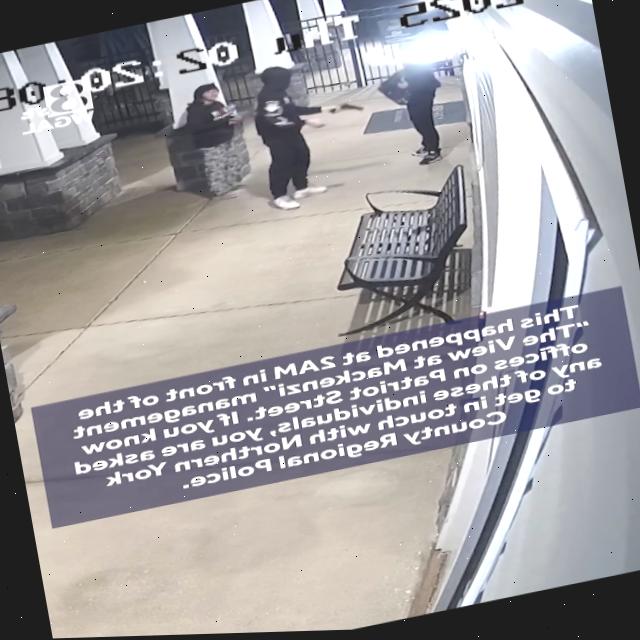 2025 Thu 02:20:30
This happened at 2AM in front of the
"The View at Mackenzi" management
offices on Patriot Street. If you know
any of these individuals, you are asked
to get in touch with Northern York
County Regional Police.